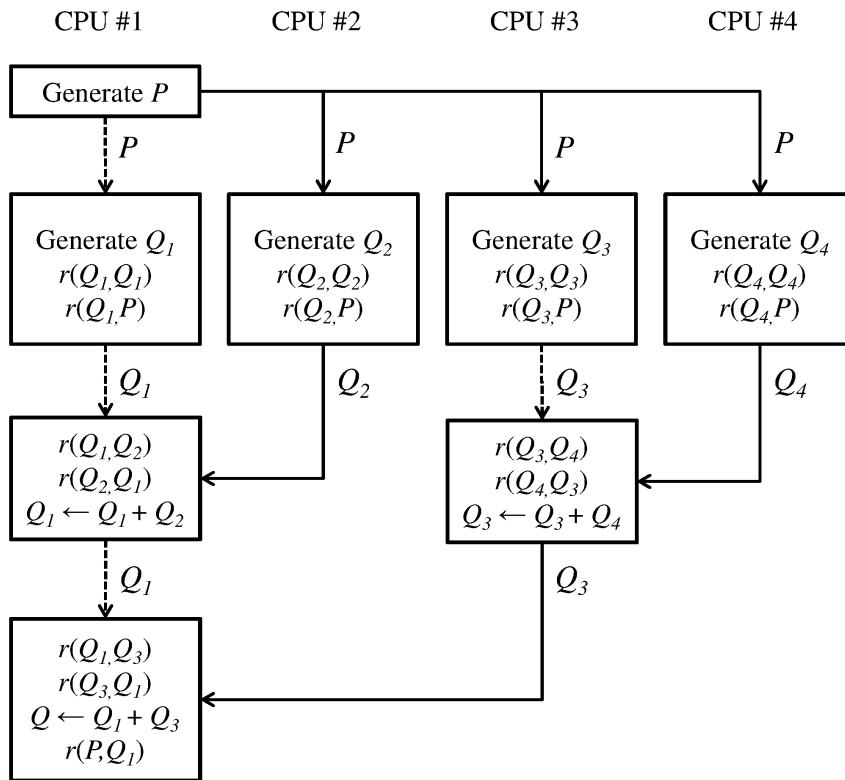 CPU #1 CPU #2 CPU #3 CPU #4
Generate P
P P P P
Generate Q1 Generate Q2 Generate Q3 Generate Q4
r(Q1,Q1) r(Q2,Q2) r(Q3,Q3) r(Q4,Q4)
r(Q1,P) r(Q2,P) r(Q3,P) r(Q4,P)
Q1 Q2 Q3 Q4
r(Q1,Q2)
r(Q2,Q1)
Q1 ← Q1 + Q2
r(Q3,Q4)
r(Q4,Q3)
Q3 ← Q3 + Q4
Q1 Q3
r(Q1,Q3)
r(Q3,Q1)
Q ← Q1 + Q3
r(P,Q1)